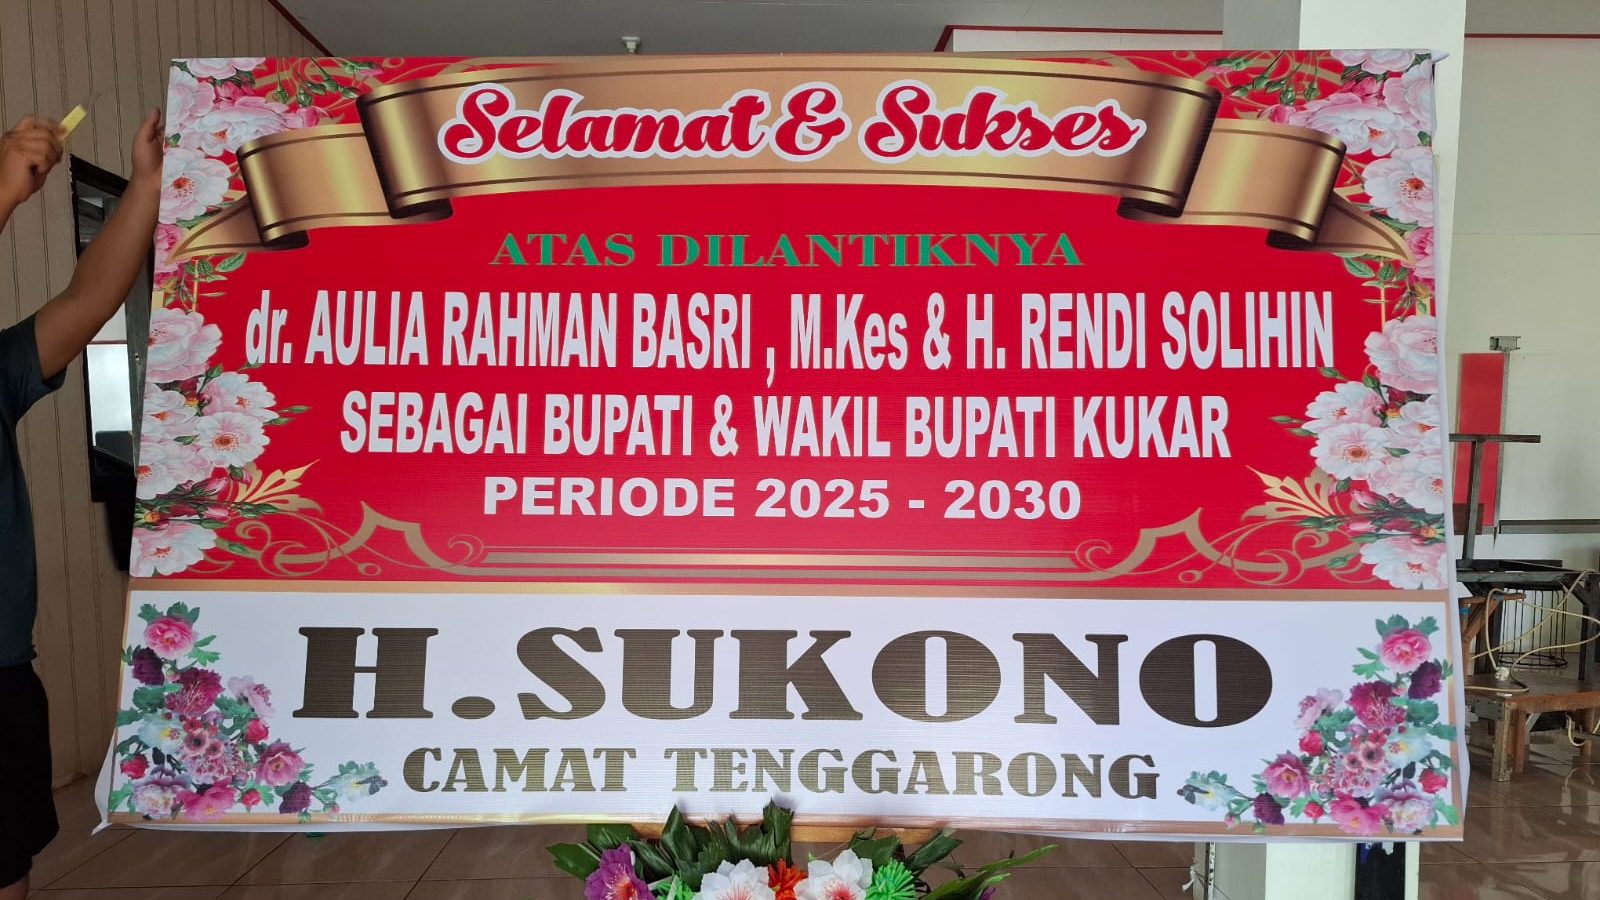 Selamat & Sukses
ATAS DILANTIKNYA
dr. AULIA RAHMAN BASRI , M.Kes & H. RENDI SOLIHIN
SEBAGAI BUPATI & WAKIL BUPATI KUKAR
PERIODE 2025 - 2030
H.SUKONO
CAMAT TENGGARONG